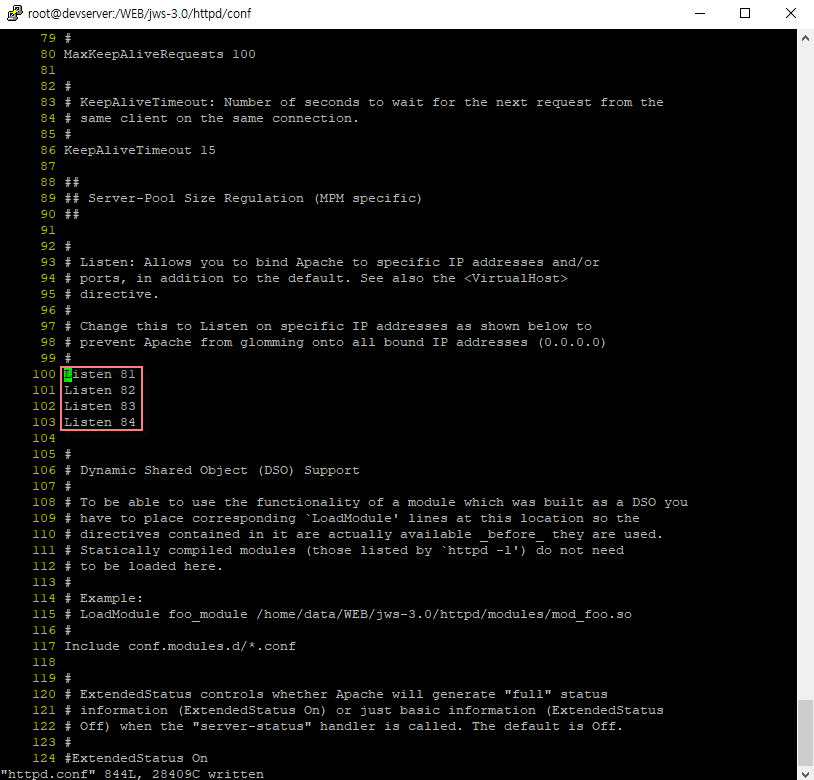 root@devserver:/WEB/jws-3.0/httpd/conf
79 #
80 MaxKeepAliveRequests 100
81
82 #
83 # KeepAliveTimeout: Number of seconds to wait for the next request from the
84 # same client on the same connection.
85 #
86 KeepAliveTimeout 15
87
88 ##
89 ## Server-Pool Size Regulation (MPM specific)
90 ##
91
92 #
93 # Listen: Allows you to bind Apache to specific IP addresses and/or
94 # ports, in addition to the default. See also the <VirtualHost>
95 # directive.
96 #
97 # Change this to Listen on specific IP addresses as shown below to
98 # prevent Apache from glomming onto all bound IP addresses (0.0.0.0)
99 #
100 Listen 81
101 Listen 82
102 Listen 83
103 Listen 84
104
105 #
106 # Dynamic Shared Object (DSO) Support
107 #
108 # To be able to use the functionality of a module which was built as a DSO you
109 # have to place corresponding `LoadModule' lines at this location so the
110 # directives contained in it are actually available _before_ they are used.
111 # Statically compiled modules (those listed by `httpd -l') do not need
112 # to be loaded here.
113 #
114 # Example:
115 # LoadModule foo_module /home/data/WEB/jws-3.0/httpd/modules/mod_foo.so
116 #
117 Include conf.modules.d/*.conf
118
119 #
120 # ExtendedStatus controls whether Apache will generate "full" status
121 # information (ExtendedStatus On) or just basic information (ExtendedStatus
122 # Off) when the "server-status" handler is called. The default is Off.
123 #
124 #ExtendedStatus On
"httpd.conf" 844L, 28409C written